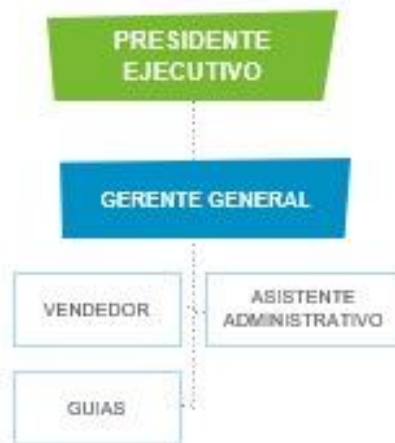 PRESIDENTE
EJECUTIVO
GERENTE GENERAL
VENDEDOR
ASISTENTE
ADMINISTRATIVO
GUIAS